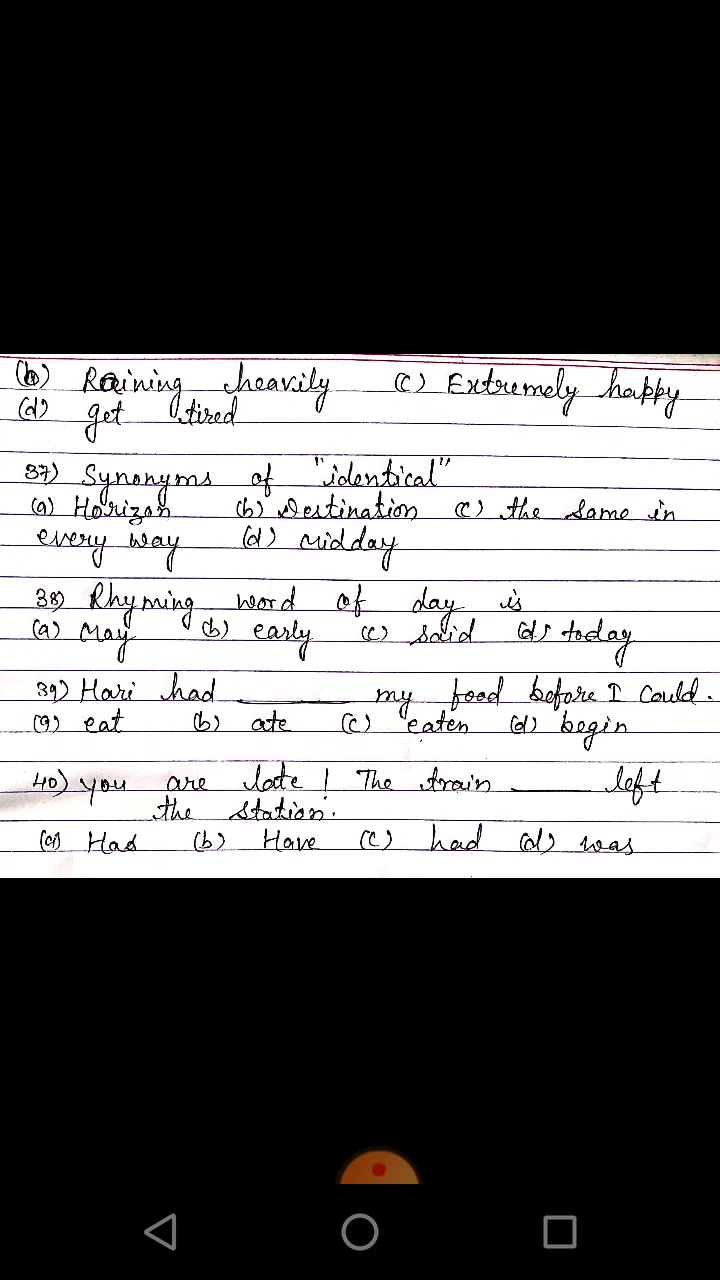 (b) Raining heavily (c) Extremely happy
(d) get tired
37) Synonyms of "identical"
(a) Horizon (b) Destination (c) the same in
every way (d) midday
38) Rhyming word of day is
(a) may (b) early (c) said (d) today
39) Hari had ______ my food before I could.
(a) eat (b) ate (c) eaten (d) begin
40) you are late! The train ______ left
the station.
(a) Has (b) Have (c) had (d) was